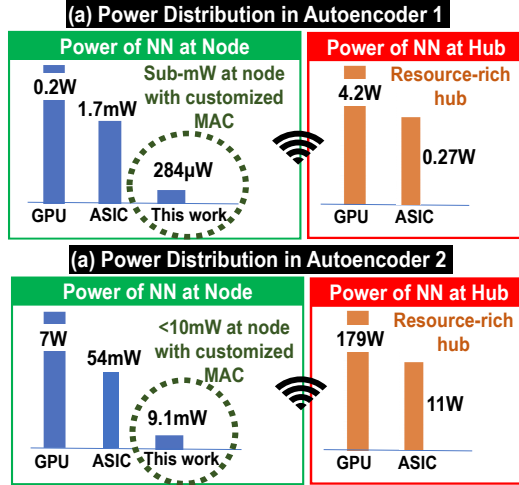 (a) Power Distribution in Autoencoder 1
Power of NN at Node
Power of NN at Hub
0.2W
Sub-mW at node
with customized
MAC
1.7mW
284µW
GPU
ASIC
This work
4.2W
Resource-rich
hub
0.27W
GPU
ASIC
(a) Power Distribution in Autoencoder 2
Power of NN at Node
Power of NN at Hub
7W
<10mW at node
with customized
MAC
54mW
9.1mW
GPU
ASIC
This work
179W
Resource-rich
hub
11W
GPU
ASIC